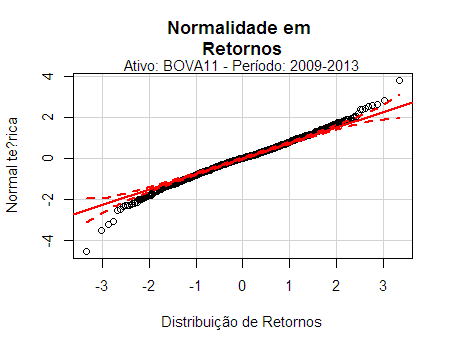 Normalidade em
Retornos
Ativo: BOVA11 - Período: 2009-2013
Normal te?rica
4
2
0
-2
-4
-3
-2
-1
0
1
2
3
Distribuição de Retornos